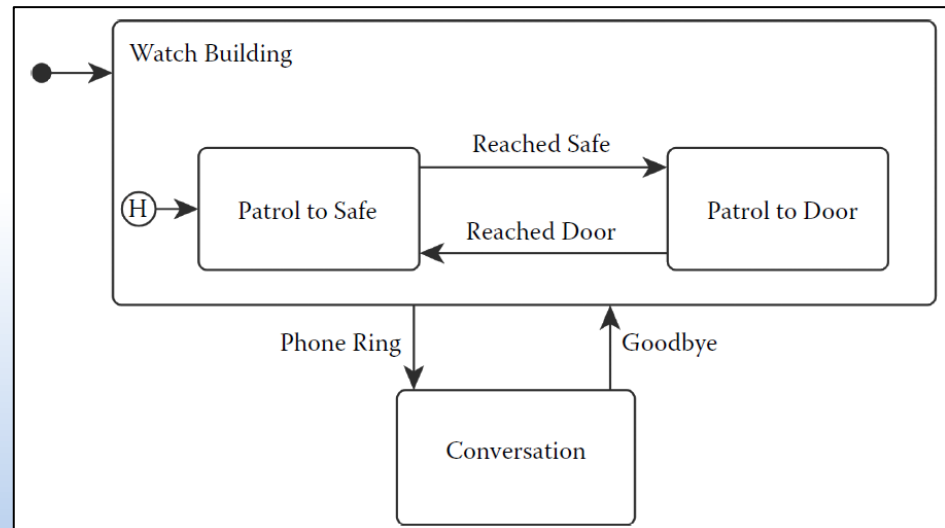 Watch Building
Reached Safe
H
Patrol to Safe
Patrol to Door
Reached Door
Phone Ring
Goodbye
Conversation